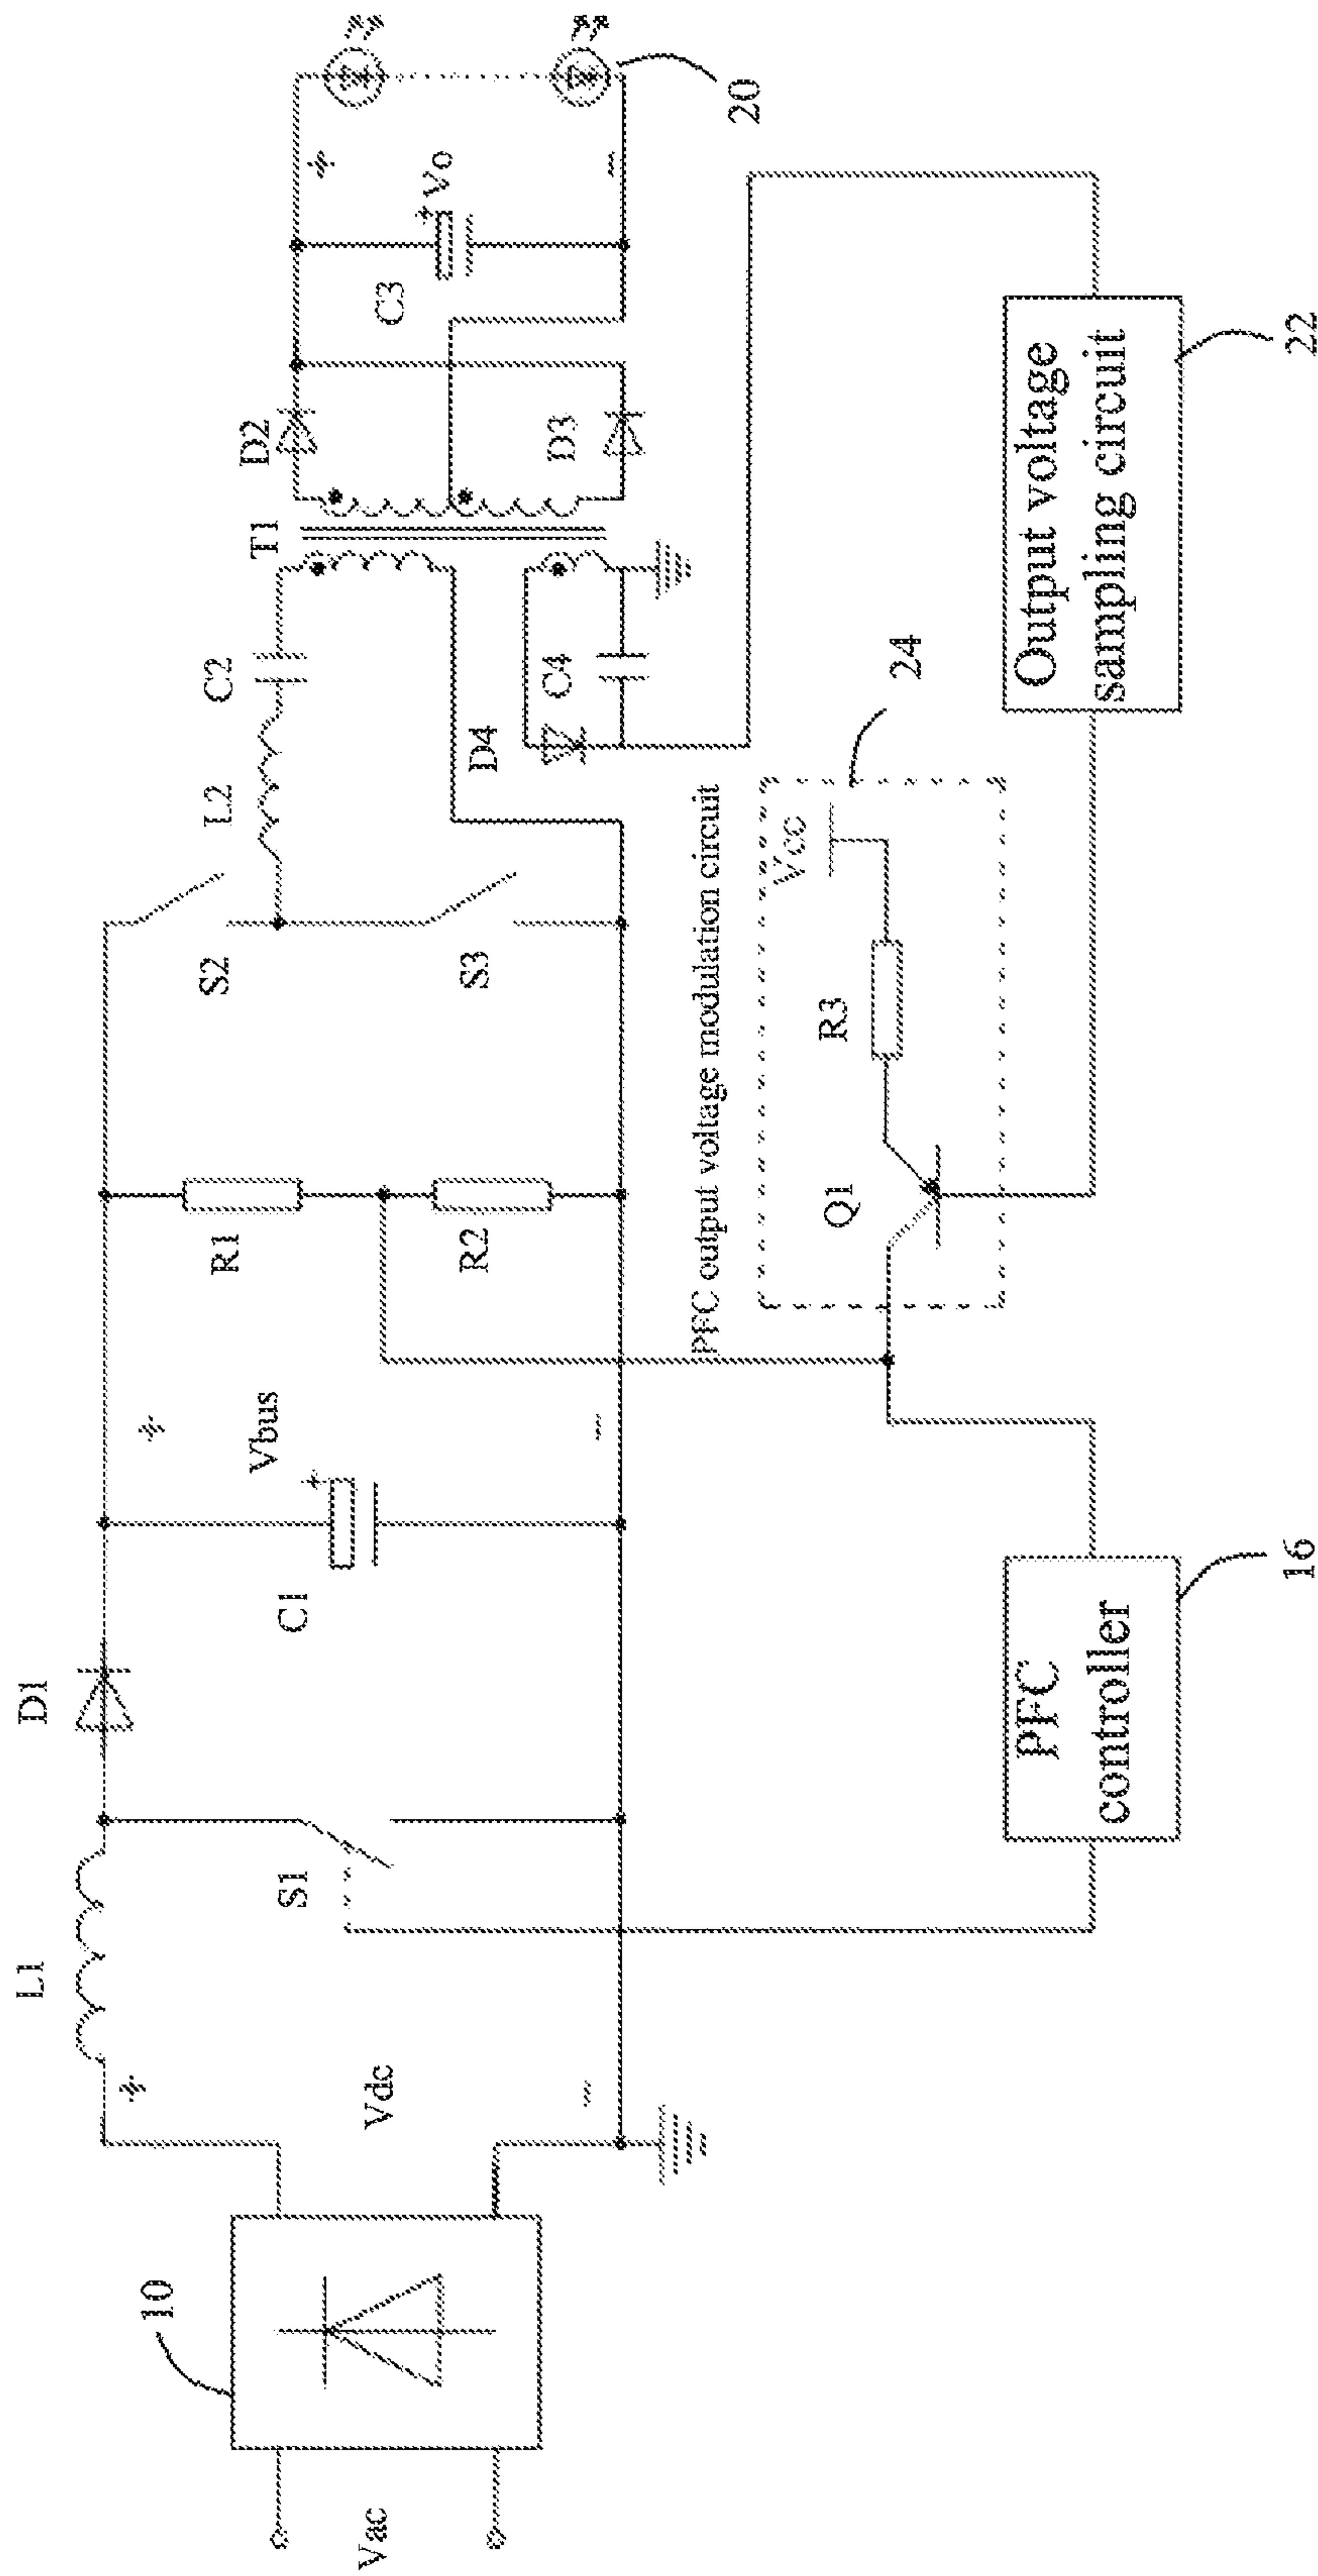 L1
D1
S1
C1
+
Vbus
+
−
R1
R2
S2
S3
L2
C2
T1
D2
D3
D4
C4
C3
+
Vo
+
−
20
10
Vac
+
Vdc
−
PFC output voltage modulation circuit
24
Vcc
R3
Q1
PFC
controller
16
Output voltage
sampling circuit
22